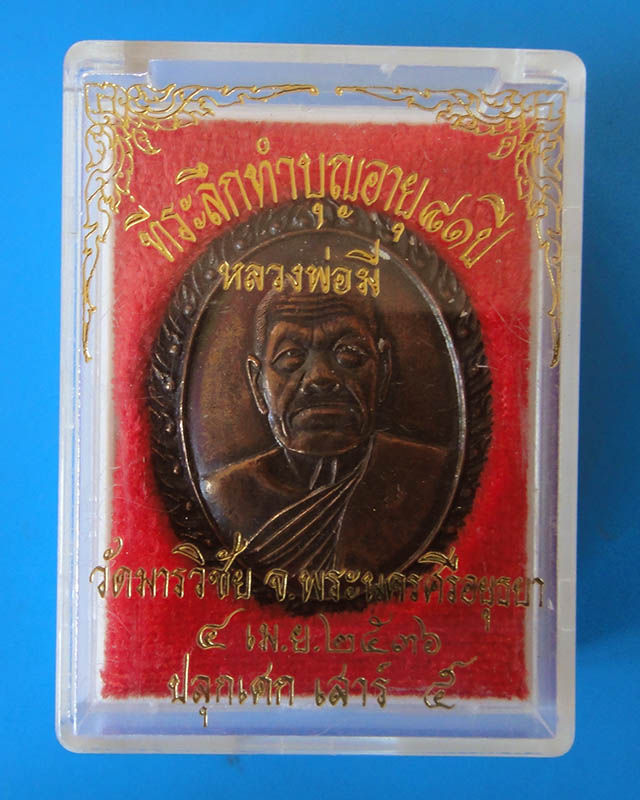 ที่ระลึกทำบุญอายุ๘๑ปี
หลวงพ่อมี
วัดมารวิชัย จ.พระนครศรีอยุธยา
๔ เม.ย.๒๕๓๖
ปลุกเศก เสาร์ ๕